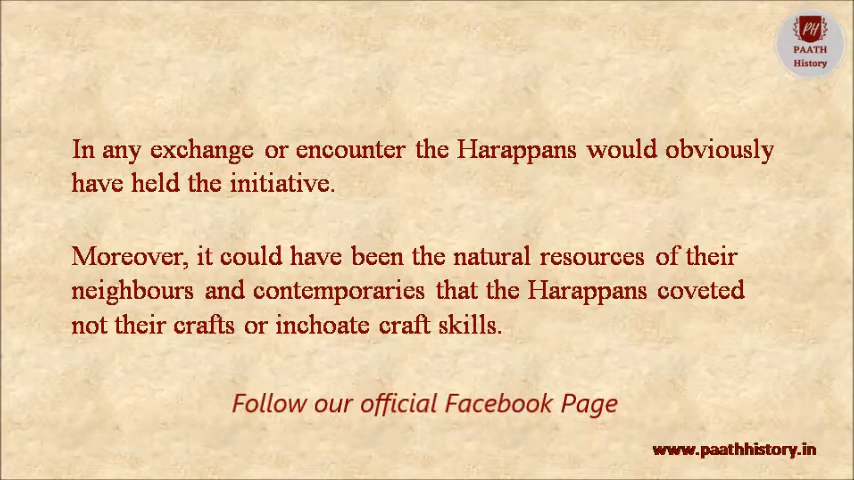 PH
PAATH
History
In any exchange or encounter the Harappans would obviously
have held the initiative.
Moreover, it could have been the natural resources of their
neighbours and contemporaries that the Harappans coveted
not their crafts or inchoate craft skills.
Follow our official Facebook Page
www.paathhistory.in